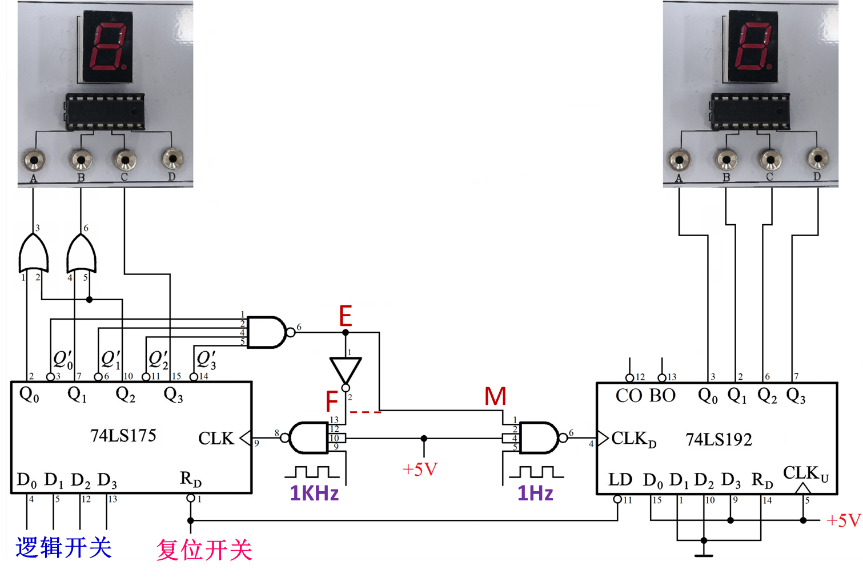 A B C D
A B C D
3 6
1 2 4 5
1 2 4 5 6
E
Q'0 Q'1 Q'2 Q'3
1
2
2 3 7 6 10 11 15 14
F
M
12 13 3 2 6 7
Q0 Q1 Q2 Q3
CO BO Q0 Q1 Q2 Q3
13 12 10 9 8
1 2 4 5 6
74LS175 CLK 9
4 CLKD 74LS192
+5V
1KHz
1Hz
D0 D1 D2 D3 RD
LD D0 D1 D2 D3 RD CLKU
4 5 12 13 1
11 15 1 10 9 14 5
+5V
逻辑开关 复位开关